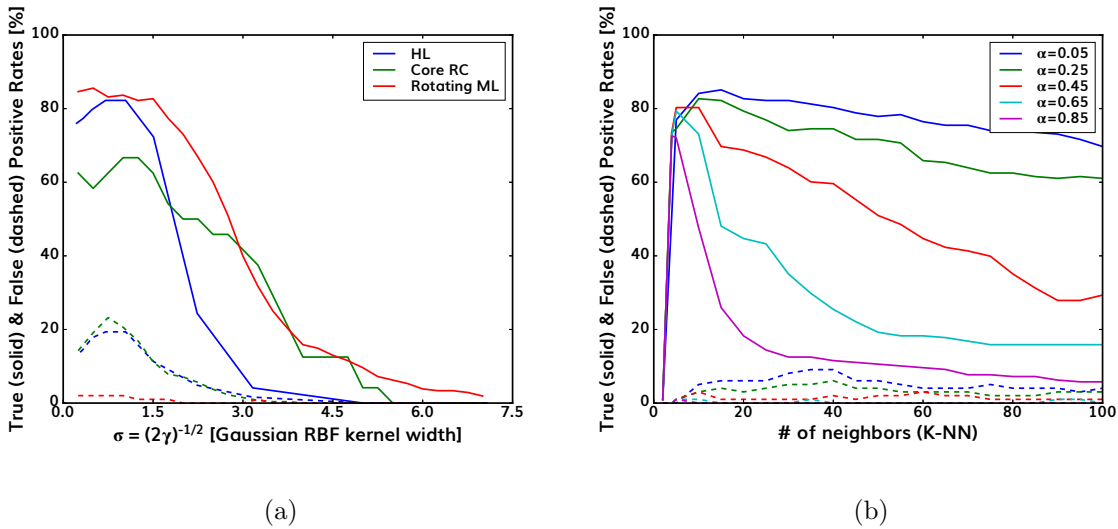 True (solid) & False (dashed) Positive Rates [%]
100
80
60
40
20
0
0.0 1.5 3.0 4.5 6.0 7.5
σ = (2γ)^-1/2 [Gaussian RBF kernel width]
HL
Core RC
Rotating ML
(a)
True (solid) & False (dashed) Positive Rates [%]
100
80
60
40
20
0
0 20 40 60 80 100
# of neighbors (K-NN)
α=0.05
α=0.25
α=0.45
α=0.65
α=0.85
(b)